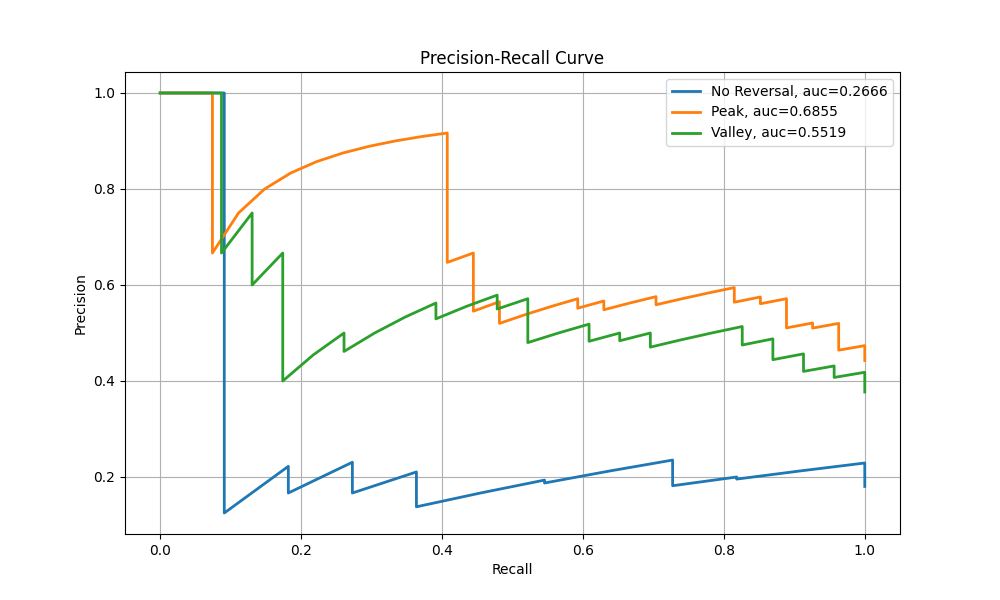 Precision-Recall Curve
No Reversal, auc=0.2666
Peak, auc=0.6855
Valley, auc=0.5519
Precision
1.0
0.8
0.6
0.4
0.2
0.0 0.2 0.4 0.6 0.8 1.0
Recall